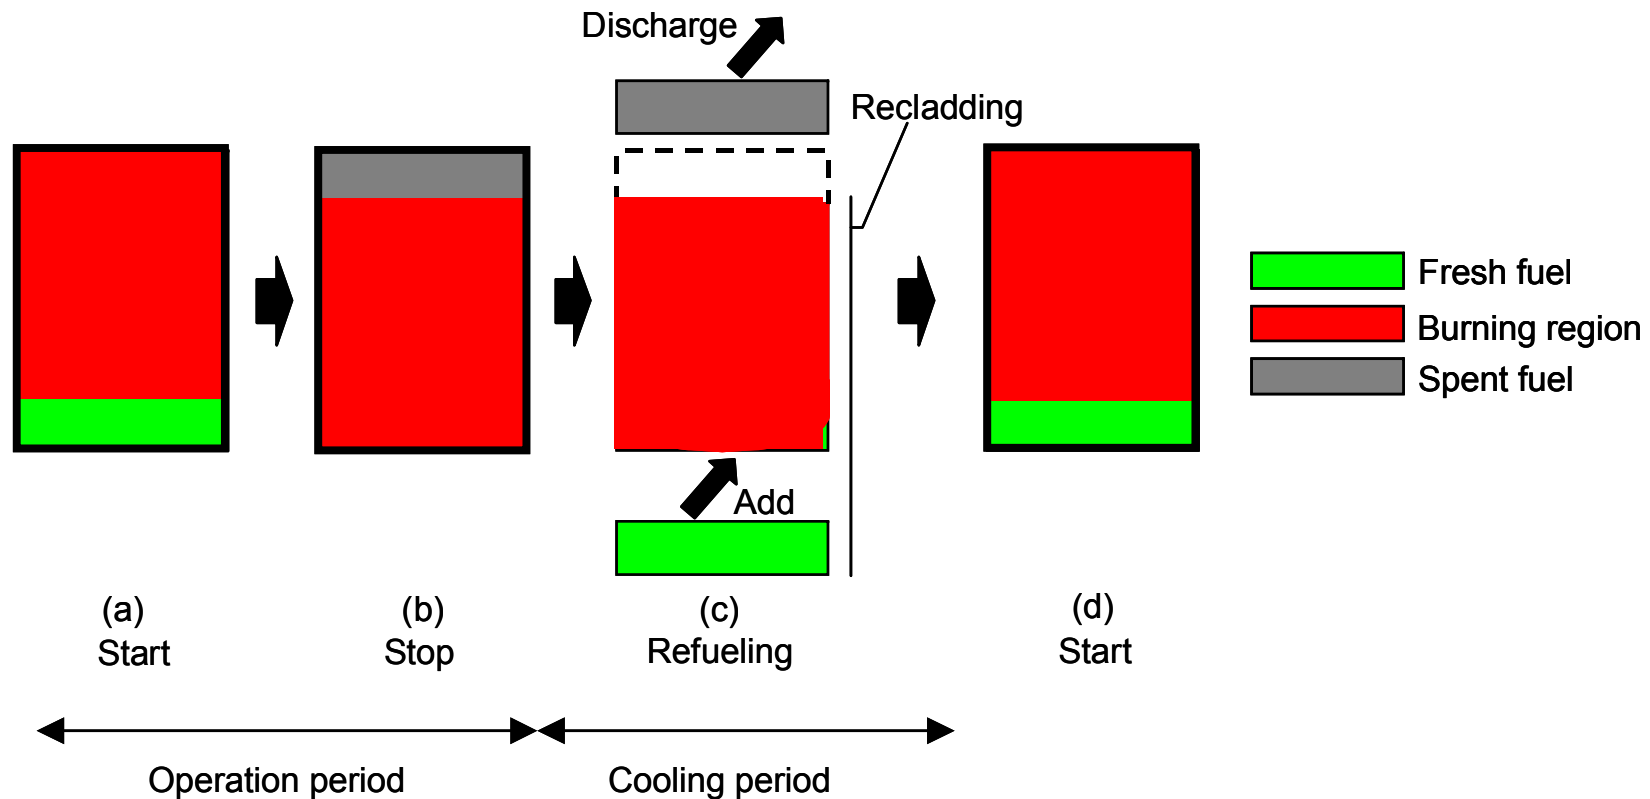 Discharge
Recladding
Fresh fuel
Burning region
Spent fuel
Add
(a)
Start
(b)
Stop
(c)
Refueling
(d)
Start
Operation period
Cooling period